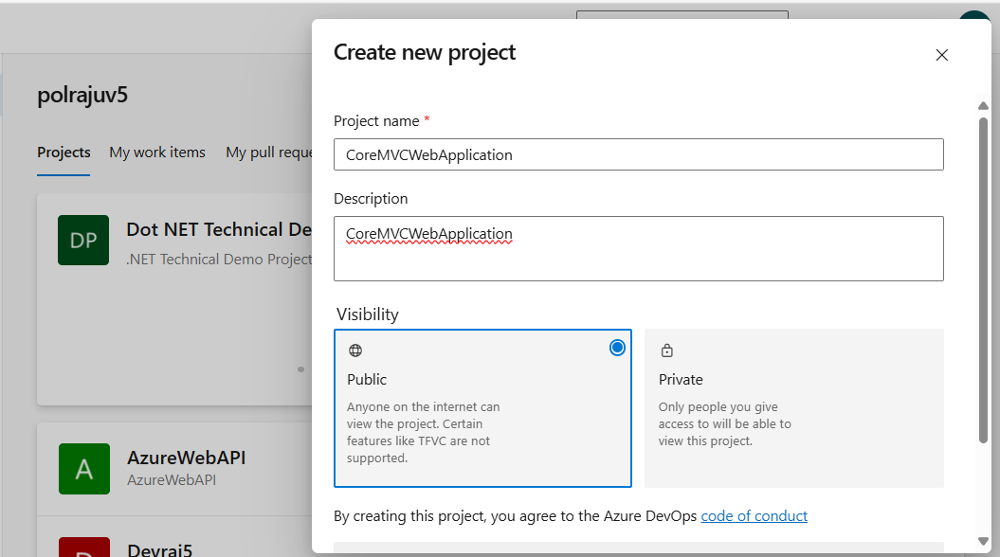 polrajuv5
Projects My work items My pull reque
DP
Dot NET Technical De
.NET Technical Demo Project
A
AzureWebAPI
AzureWebAPI
D
Devraj5
Create new project
Project name *
CoreMVCWebApplication
Description
CoreMVCWebApplication
Visibility
Public
Anyone on the internet can
view the project. Certain
features like TFVC are not
supported.
Private
Only people you give
access to will be able to
view this project.
By creating this project, you agree to the Azure DevOps code of conduct